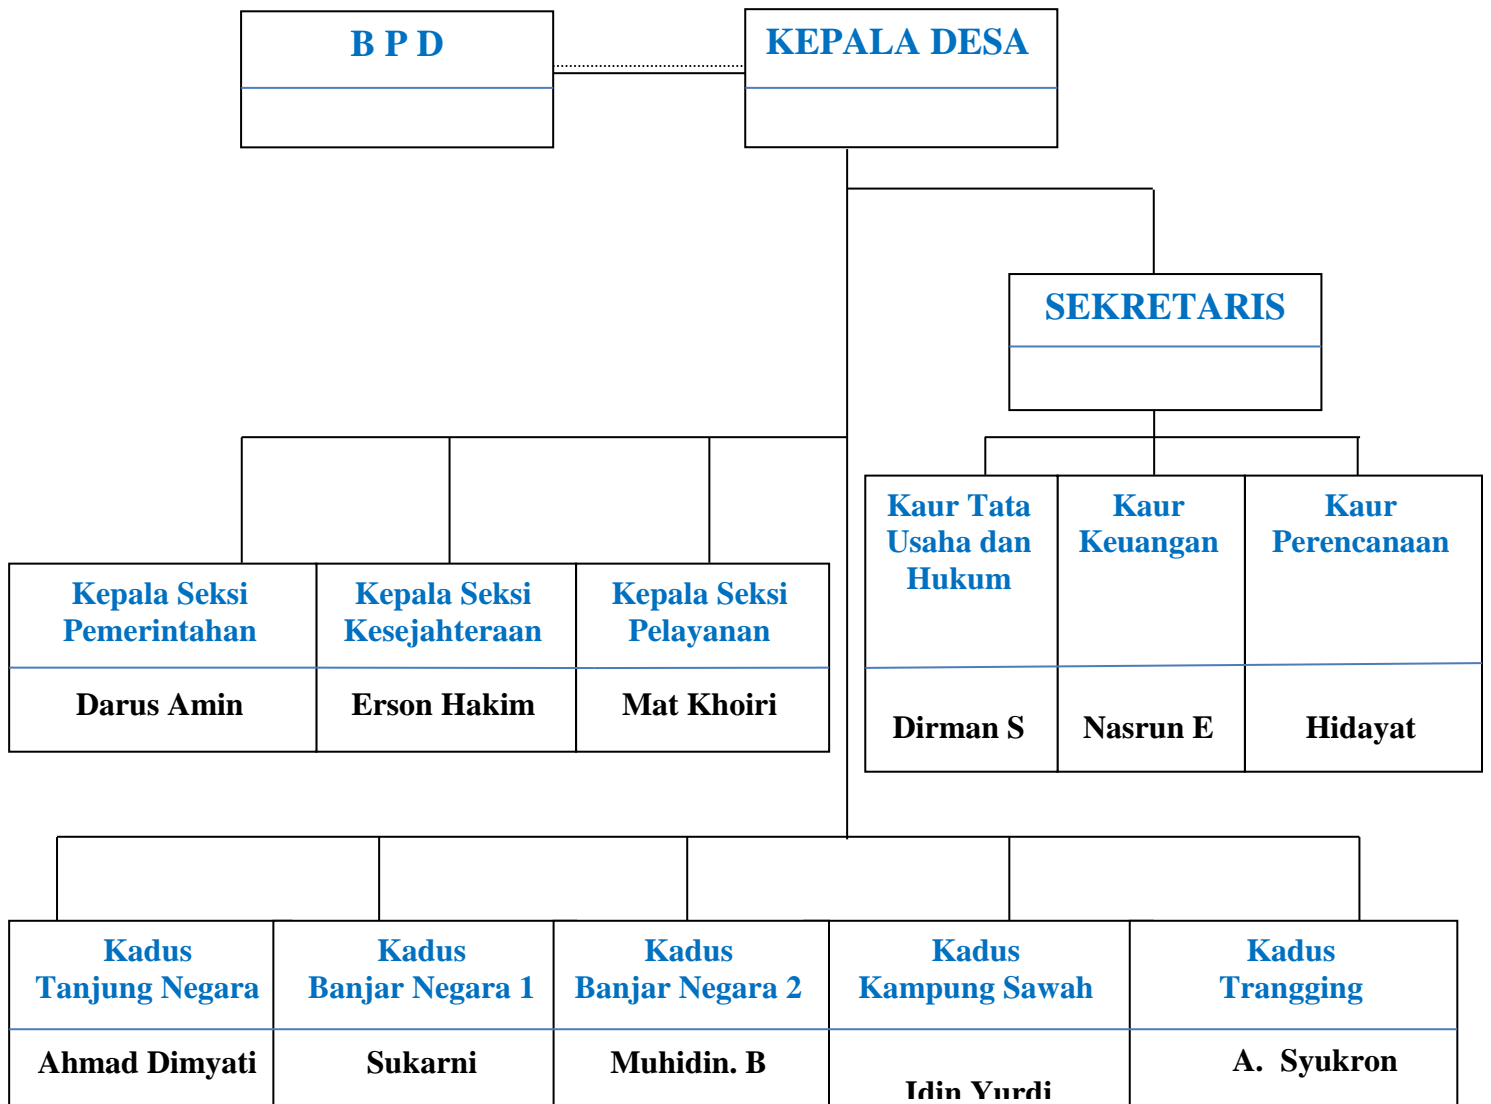 B P D
KEPALA DESA
SEKRETARIS
Kaur Tata
Usaha dan
Hukum
Kaur
Keuangan
Kaur
Perencanaan
Dirman S
Nasrun E
Hidayat
Kepala Seksi
Pemerintahan
Kepala Seksi
Kesejahteraan
Kepala Seksi
Pelayanan
Darus Amin
Erson Hakim
Mat Khoiri
Kadus
Tanjung Negara
Kadus
Banjar Negara 1
Kadus
Banjar Negara 2
Kadus
Kampung Sawah
Kadus
Trangging
Ahmad Dimyati
Sukarni
Muhidin. B
Idin Yurdi
A. Syukron